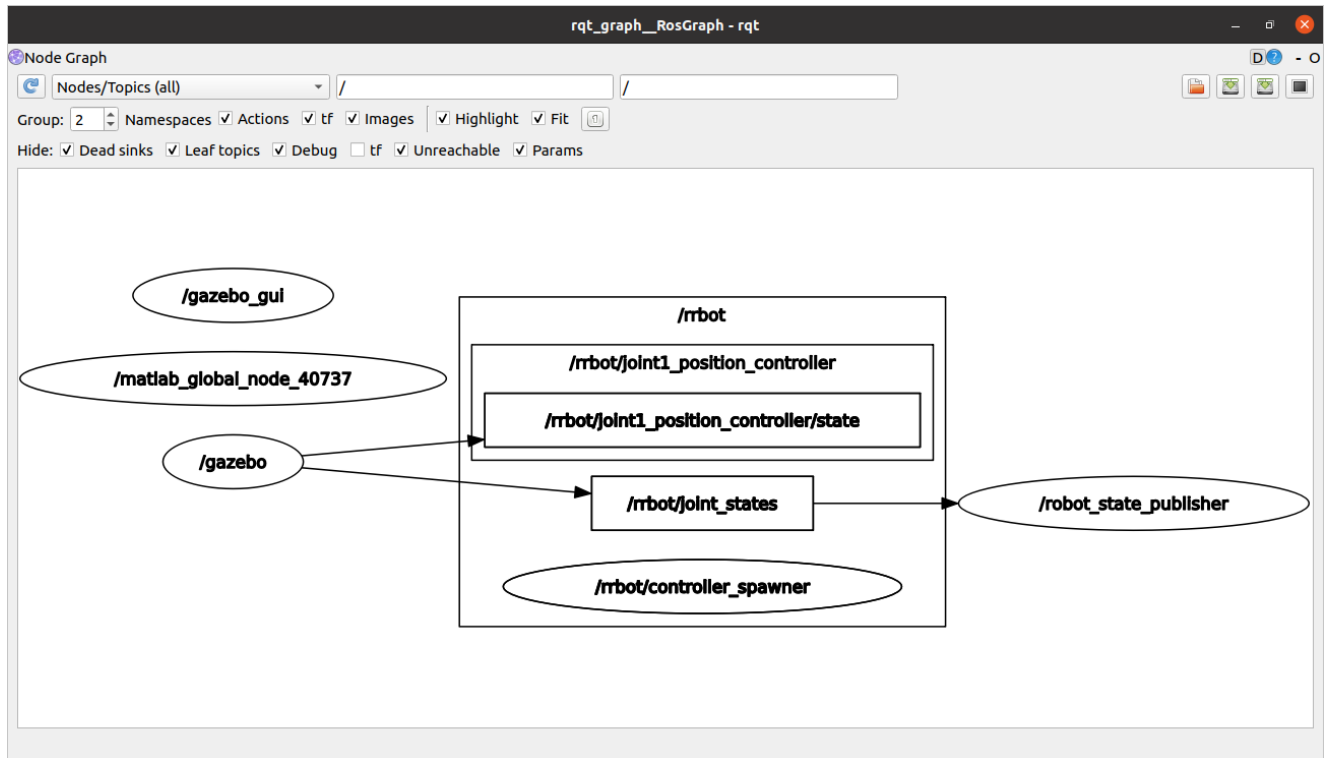 rqt_graph__RosGraph - rqt
Node Graph
D ? - O
Nodes/Topics (all) / /
Group: 2 Namespaces Actions tf Images Highlight Fit
Hide: Dead sinks Leaf topics Debug tf Unreachable Params
/gazebo_gui
/matlab_global_node_40737
/gazebo
/rrbot
/rrbot/joint1_position_controller
/rrbot/joint1_position_controller/state
/rrbot/joint_states
/rrbot/controller_spawner
/robot_state_publisher